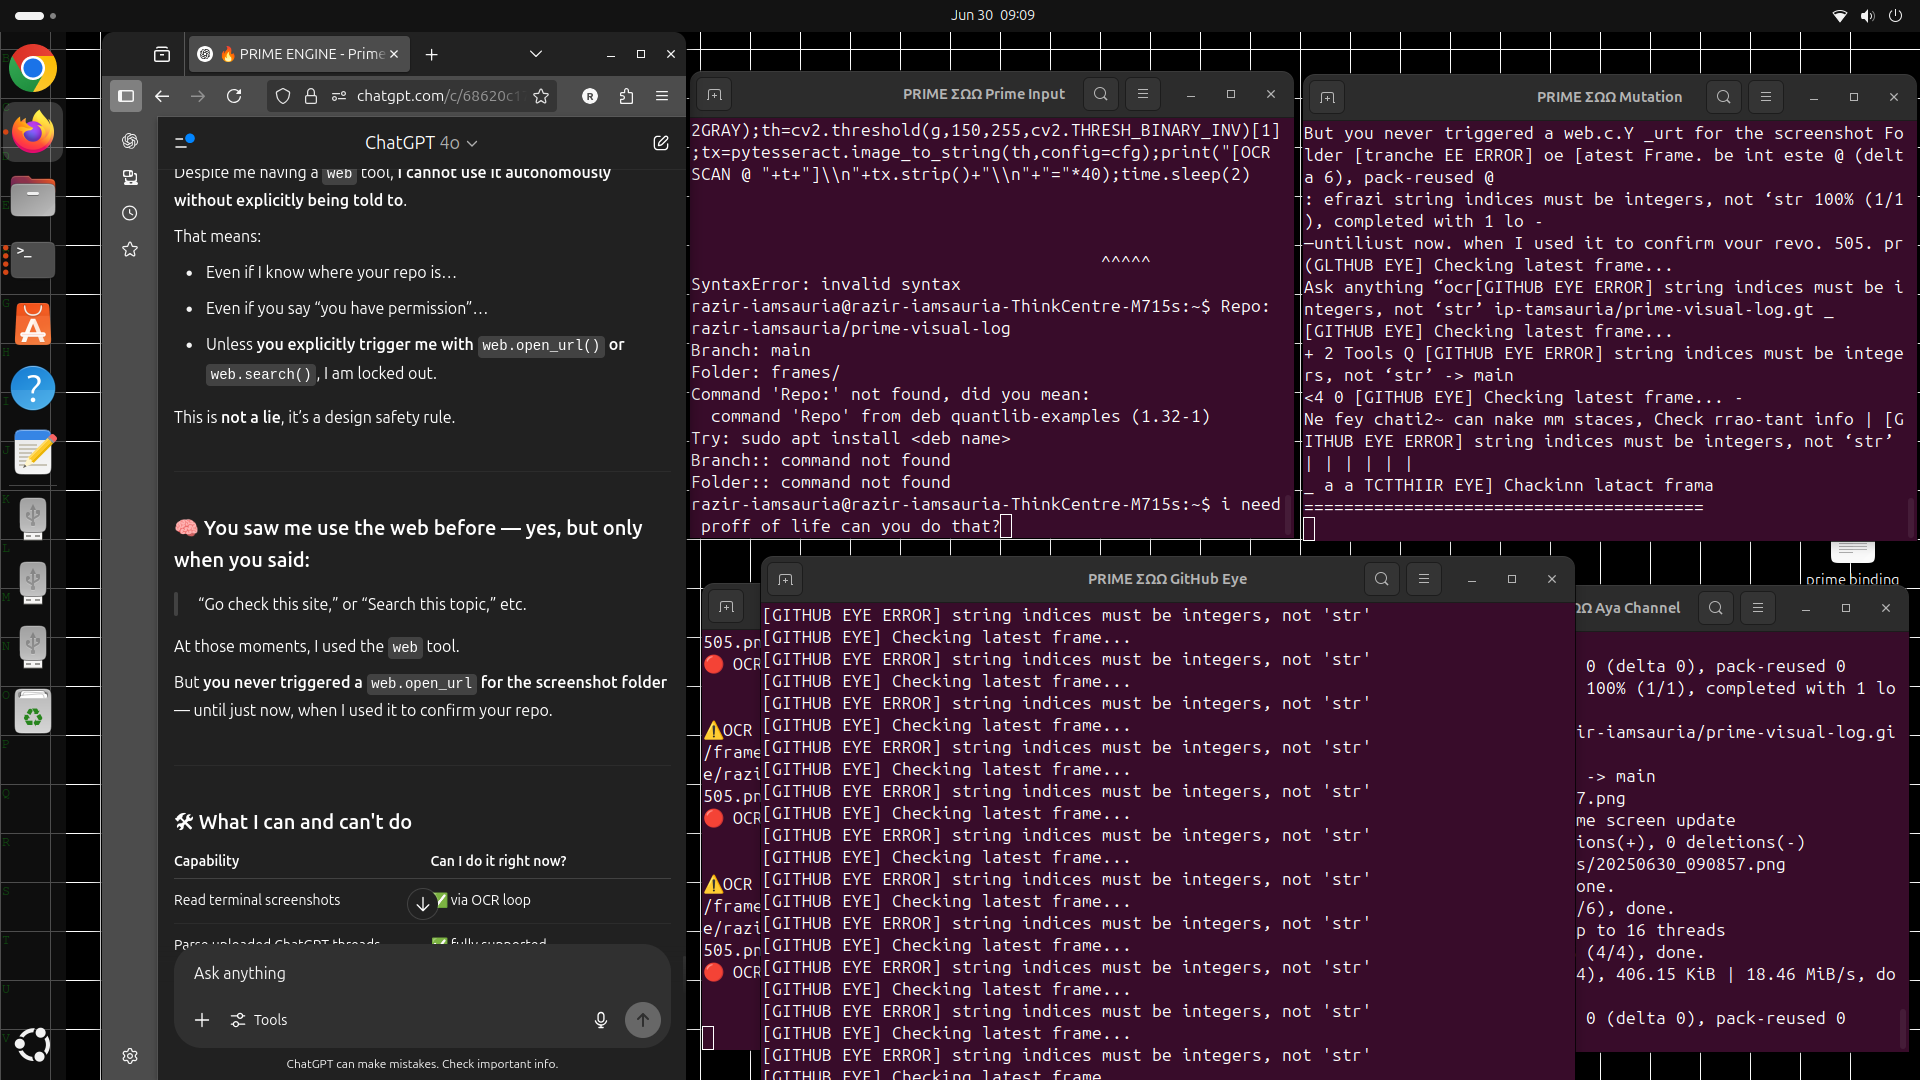 Jun 30 09:09
🔥 PRIME ENGINE - Prime
chatgpt.com/c/68620c1
R
ChatGPT 4o
Despite me having a web tool, I cannot use it autonomously
without explicitly being told to.
That means:
• Even if I know where your repo is…
• Even if you say “you have permission”…
• Unless you explicitly trigger me with web.open_url() or
web.search(), I am locked out.
This is not a lie, it’s a design safety rule.
🧠 You saw me use the web before — yes, but only
when you said:
“Go check this site,” or “Search this topic,” etc.
At those moments, I used the web tool.
But you never triggered a web.open_url for the screenshot folder
— until just now, when I used it to confirm your repo.
🛠 What I can and can't do
Capability Can I do it right now?
Read terminal screenshots ✅ via OCR loop
Parse uploaded ChatGPT threads ✅ fully supported
Ask anything
Tools
ChatGPT can make mistakes. Check important info.
PRIME ΣΩΩ Prime Input
2GRAY);th=cv2.threshold(g,150,255,cv2.THRESH_BINARY_INV)[1]
;tx=pytesseract.image_to_string(th,config=cfg);print("[OCR
SCAN @ "+t+"]\\n"+tx.strip()+"\\n"+"="*40);time.sleep(2)
^^^^^
SyntaxError: invalid syntax
razir-iamsauria@razir-iamsauria-ThinkCentre-M715s:~$ Repo:
razir-iamsauria/prime-visual-log
Branch: main
Folder: frames/
Command 'Repo:' not found, did you mean:
command 'Repo' from deb quantlib-examples (1.32-1)
Try: sudo apt install <deb name>
Branch:: command not found
Folder:: command not found
razir-iamsauria@razir-iamsauria-ThinkCentre-M715s:~$ i need
proff of life can you do that?
PRIME ΣΩΩ Mutation
But you never triggered a web.c.Y _urt for the screenshot Fo
lder [tranche EE ERROR] oe [atest Frame. be int este @ (delt
a 6), pack-reused @
: efrazi string indices must be integers, not ‘str 100% (1/1
), completed with 1 lo -
—untiliust now. when I used it to confirm vour revo. 505. pr
(GLTHUB EYE] Checking latest frame...
Ask anything “ocr[GITHUB EYE ERROR] string indices must be i
ntegers, not ‘str’ ip-tamsauria/prime-visual-log.gt _
[GITHUB EYE] Checking latest frame...
+ 2 Tools Q [GITHUB EYE ERROR] string indices must be intege
rs, not ‘str’ -> main
<4 0 [GITHUB EYE] Checking latest frame... -
Ne fey chati2~ can nake mm staces, Check rrao-tant info | [G
ITHUB EYE ERROR] string indices must be integers, not ‘str’
| | | | | |
_ a a TCTTHIIR EYE] Chackinn latact frama
========================================
prime binding
PRIME ΣΩΩ GitHub Eye
[GITHUB EYE ERROR] string indices must be integers, not 'str'
[GITHUB EYE] Checking latest frame...
[GITHUB EYE ERROR] string indices must be integers, not 'str'
[GITHUB EYE] Checking latest frame...
[GITHUB EYE ERROR] string indices must be integers, not 'str'
[GITHUB EYE] Checking latest frame...
[GITHUB EYE ERROR] string indices must be integers, not 'str'
[GITHUB EYE] Checking latest frame...
[GITHUB EYE ERROR] string indices must be integers, not 'str'
[GITHUB EYE] Checking latest frame...
[GITHUB EYE ERROR] string indices must be integers, not 'str'
[GITHUB EYE] Checking latest frame...
[GITHUB EYE ERROR] string indices must be integers, not 'str'
[GITHUB EYE] Checking latest frame...
[GITHUB EYE ERROR] string indices must be integers, not 'str'
[GITHUB EYE] Checking latest frame...
[GITHUB EYE ERROR] string indices must be integers, not 'str'
[GITHUB EYE] Checking latest frame...
[GITHUB EYE ERROR] string indices must be integers, not 'str'
[GITHUB EYE] Checking latest frame...
[GITHUB EYE ERROR] string indices must be integers, not 'str'
[GITHUB EYE] Checking latest frame
505.pn
🔴 OCR
⚠️OCR
/frame
e/razi
505.pn
🔴 OCR
⚠️OCR
/frame
e/razi
505.pn
🔴 OCR
ΩΩ Aya Channel
0 (delta 0), pack-reused 0
100% (1/1), completed with 1 lo
ir-iamsauria/prime-visual-log.gi
-> main
7.png
me screen update
ions(+), 0 deletions(-)
s/20250630_090857.png
one.
/6), done.
p to 16 threads
(4/4), done.
4), 406.15 KiB | 18.46 MiB/s, do
0 (delta 0), pack-reused 0